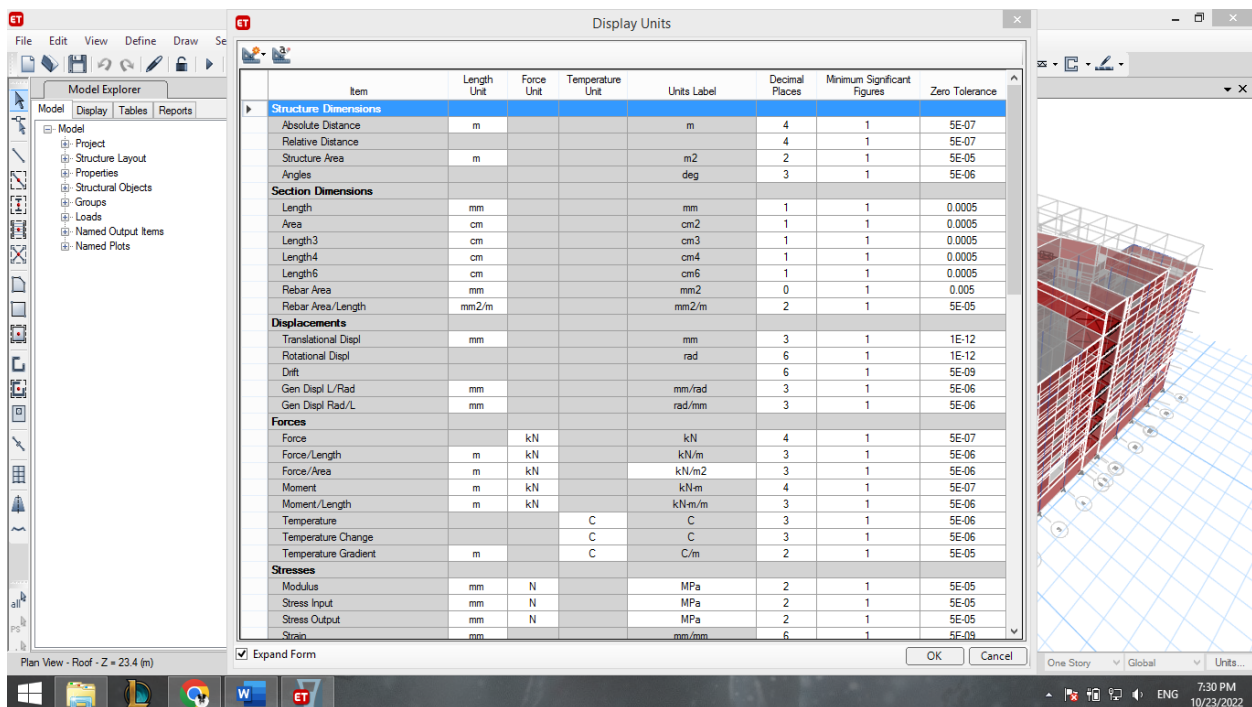 ET
ET Display Units
File Edit View Define Draw Se
Model Explorer
Model Display Tables Reports
Model
Project
Structure Layout
Properties
Structural Objects
Groups
Loads
Named Output Items
Named Plots
Item Length Unit Force Unit Temperature Unit Units Label Decimal Places Minimum Significant Figures Zero Tolerance
Structure Dimensions
Absolute Distance m m 4 1 5E-07
Relative Distance 4 1 5E-07
Structure Area m m2 2 1 5E-05
Angles deg 3 1 5E-06
Section Dimensions
Length mm mm 1 1 0.0005
Area cm cm2 1 1 0.0005
Length3 cm cm3 1 1 0.0005
Length4 cm cm4 1 1 0.0005
Length6 cm cm6 1 1 0.0005
Rebar Area mm mm2 0 1 0.005
Rebar Area/Length mm2/m mm2/m 2 1 5E-05
Displacements
Translational Displ mm mm 3 1 1E-12
Rotational Displ rad 6 1 1E-12
Drift 6 1 5E-09
Gen Displ L/Rad mm mm/rad 3 1 5E-06
Gen Displ Rad/L mm rad/mm 3 1 5E-06
Forces
Force kN kN 4 1 5E-07
Force/Length m kN kN/m 3 1 5E-06
Force/Area m kN kN/m2 3 1 5E-06
Moment m kN kN-m 4 1 5E-07
Moment/Length m kN kN-m/m 3 1 5E-06
Temperature C C 3 1 5E-06
Temperature Change C C 3 1 5E-06
Temperature Gradient m C C/m 2 1 5E-05
Stresses
Modulus mm N MPa 2 1 5E-05
Stress Input mm N MPa 2 1 5E-05
Stress Output mm N MPa 2 1 5E-05
Strain mm mm/mm 6 1 5E-09
all
PS
Expand Form OK Cancel
Plan View - Roof - Z = 23.4 (m) One Story Global Units...
W ET ENG 7:30 PM
10/23/2022